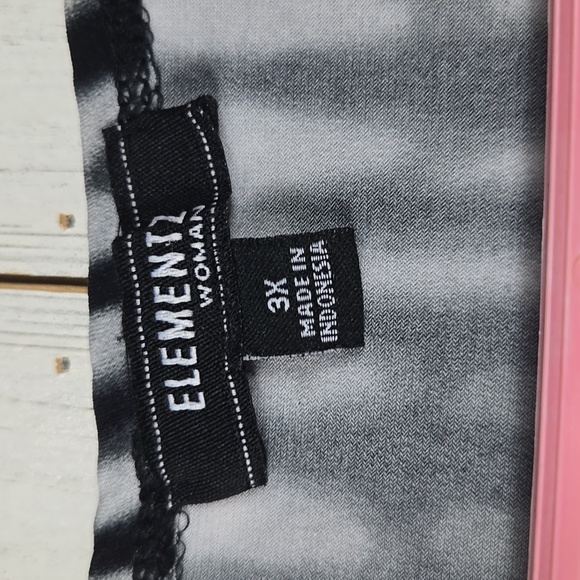 ELEMENTZ
WOMAN
3X
MADE IN
INDONESIA